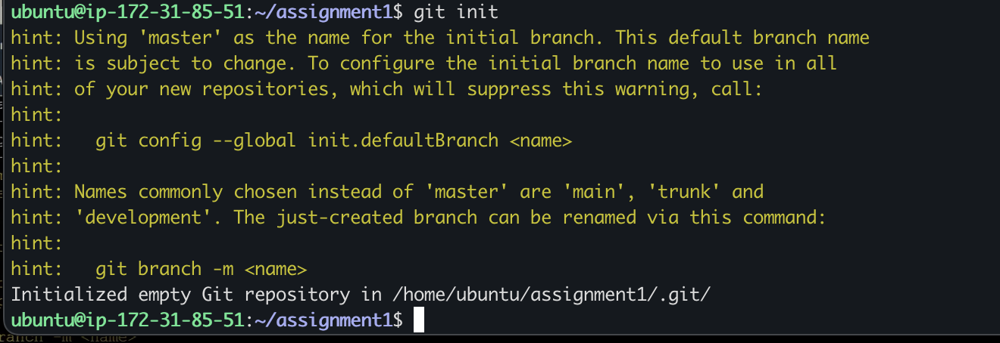 ubuntu@ip-172-31-85-51:~/assignment1$ git init
hint: Using 'master' as the name for the initial branch. This default branch name
hint: is subject to change. To configure the initial branch name to use in all
hint: of your new repositories, which will suppress this warning, call:
hint:
hint:   git config --global init.defaultBranch <name>
hint:
hint: Names commonly chosen instead of 'master' are 'main', 'trunk' and
hint: 'development'. The just-created branch can be renamed via this command:
hint:
hint:   git branch -m <name>
Initialized empty Git repository in /home/ubuntu/assignment1/.git/
ubuntu@ip-172-31-85-51:~/assignment1$
ranch -m <name>